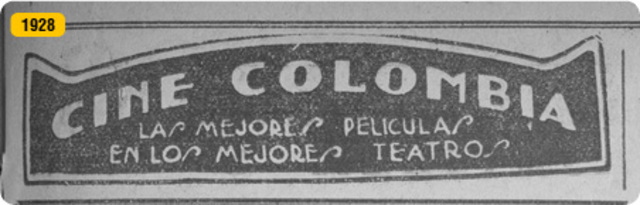 1928
CINE COLOMBIA
LAS MEJORES PELICULAS
EN LOS MEJORES TEATROS